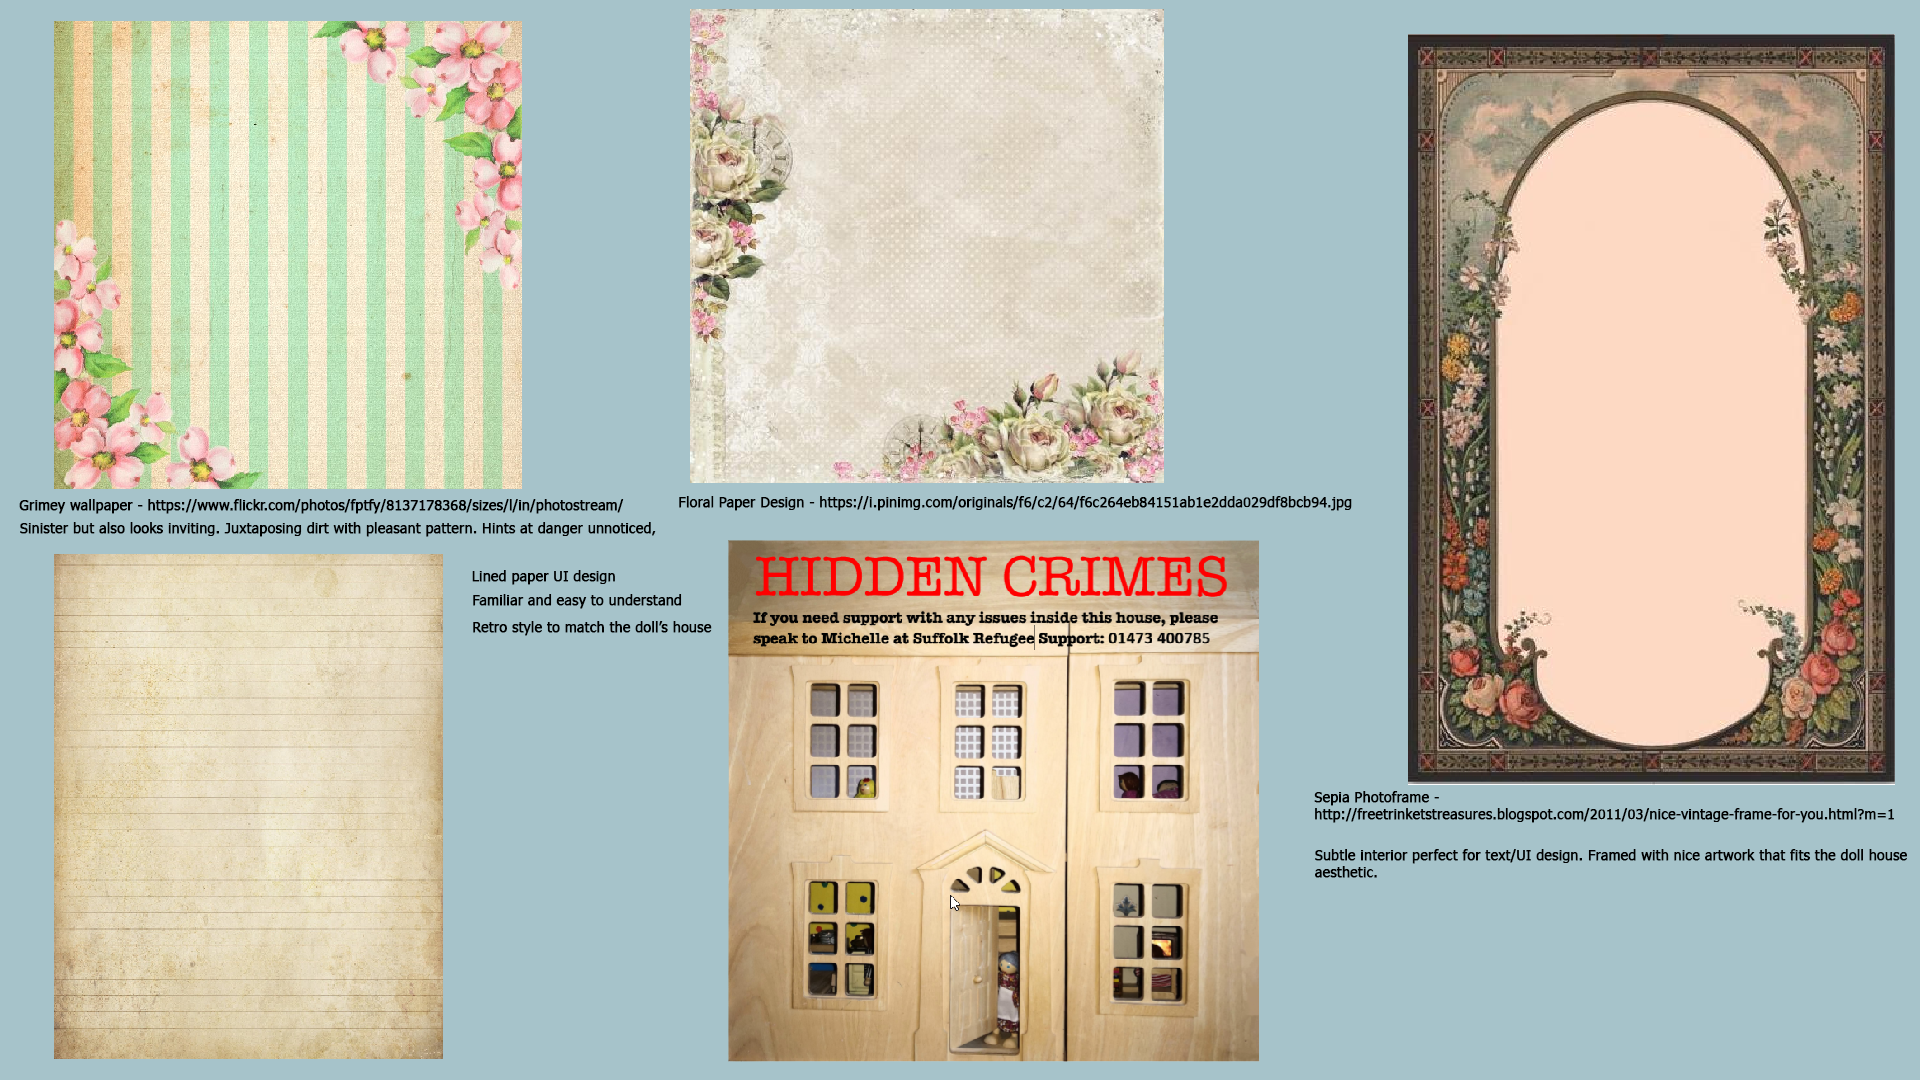 Grimey wallpaper - https://www.flickr.com/photos/fptfy/8137178368/sizes/l/in/photostream/
Sinister but also looks inviting. Juxtaposing dirt with pleasant pattern. Hints at danger unnoticed,
Floral Paper Design - https://i.pinimg.com/originals/f6/c2/64/f6c264eb84151ab1e2dda029df8bcb94.jpg
Lined paper UI design
Familiar and easy to understand
Retro style to match the doll’s house
HIDDEN CRIMES
If you need support with any issues inside this house, please
speak to Michelle at Suffolk Refugee Support: 01473 400785
Sepia Photoframe -
http://freetrinketstreasures.blogspot.com/2011/03/nice-vintage-frame-for-you.html?m=1
Subtle interior perfect for text/UI design. Framed with nice artwork that fits the doll house
aesthetic.